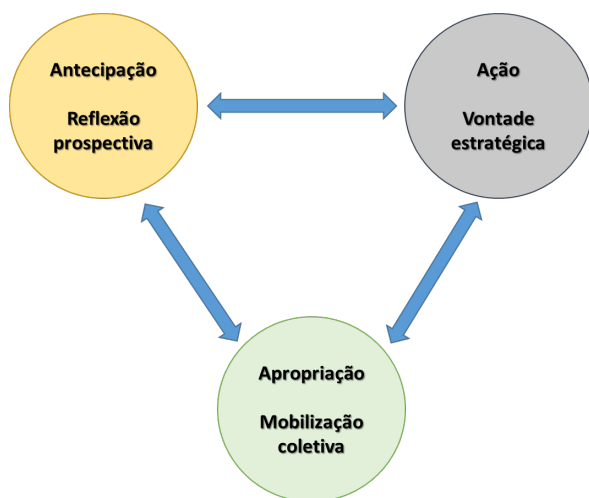 Antecipação
Reflexão
prospectiva
Ação
Vontade
estratégica
Apropriação
Mobilização
coletiva